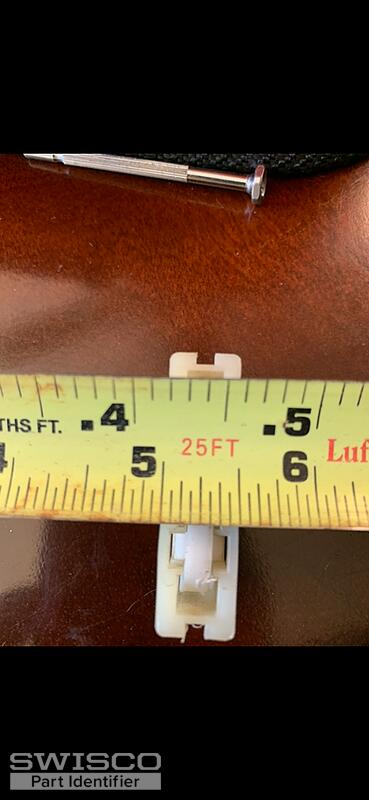 THS FT. .4 25FT .5 Luf
4 5 6
SWISCO
Part Identifier